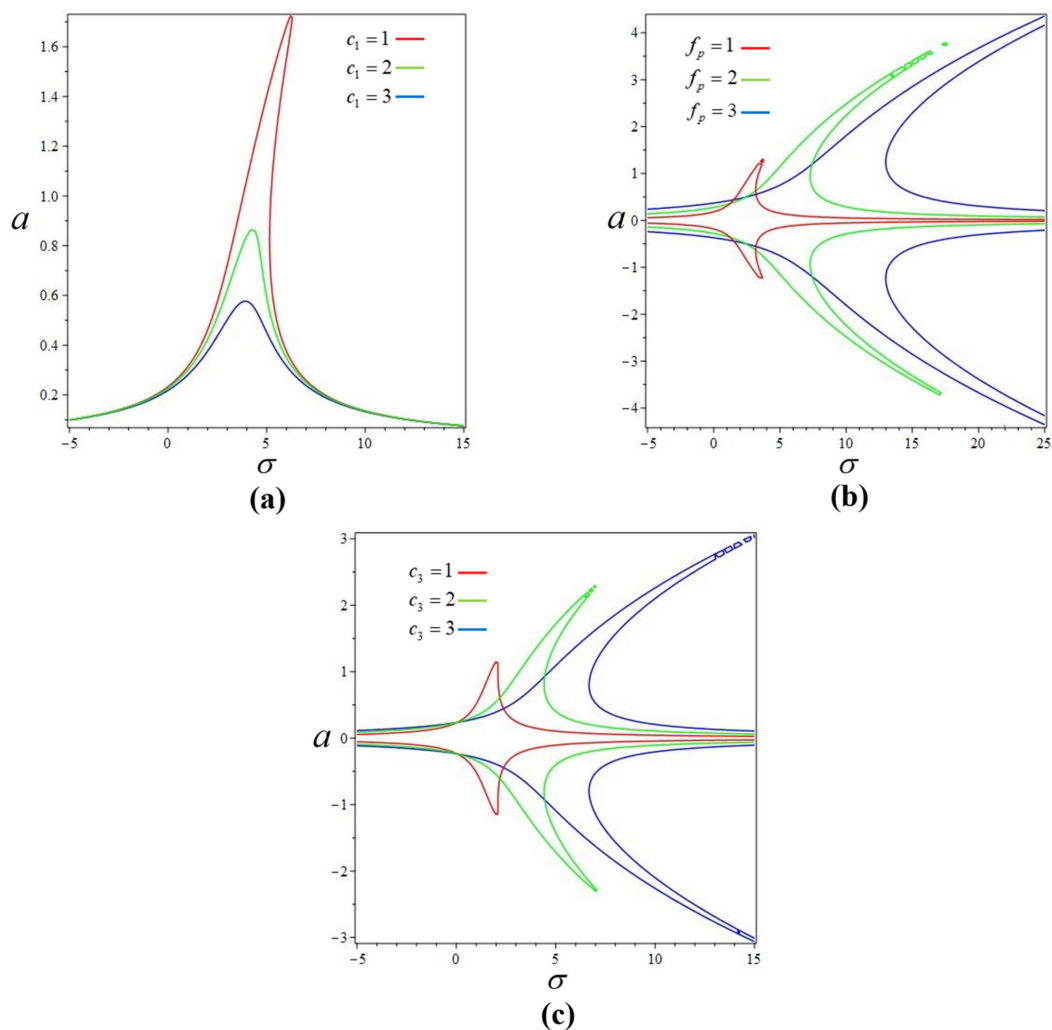 c₁ = 1
c₁ = 2
c₁ = 3
1.6
1.4
1.2
1.0
0.8
0.6
0.4
0.2
a
−5 0 5 10 15
σ
(a)
f_p = 1
f_p = 2
f_p = 3
4
3
2
1
0
−1
−2
−3
−4
a
−5 0 5 10 15 20 25
σ
(b)
c₃ = 1
c₃ = 2
c₃ = 3
3
2
1
0
−1
−2
−3
a
−5 0 5 10 15
σ
(c)